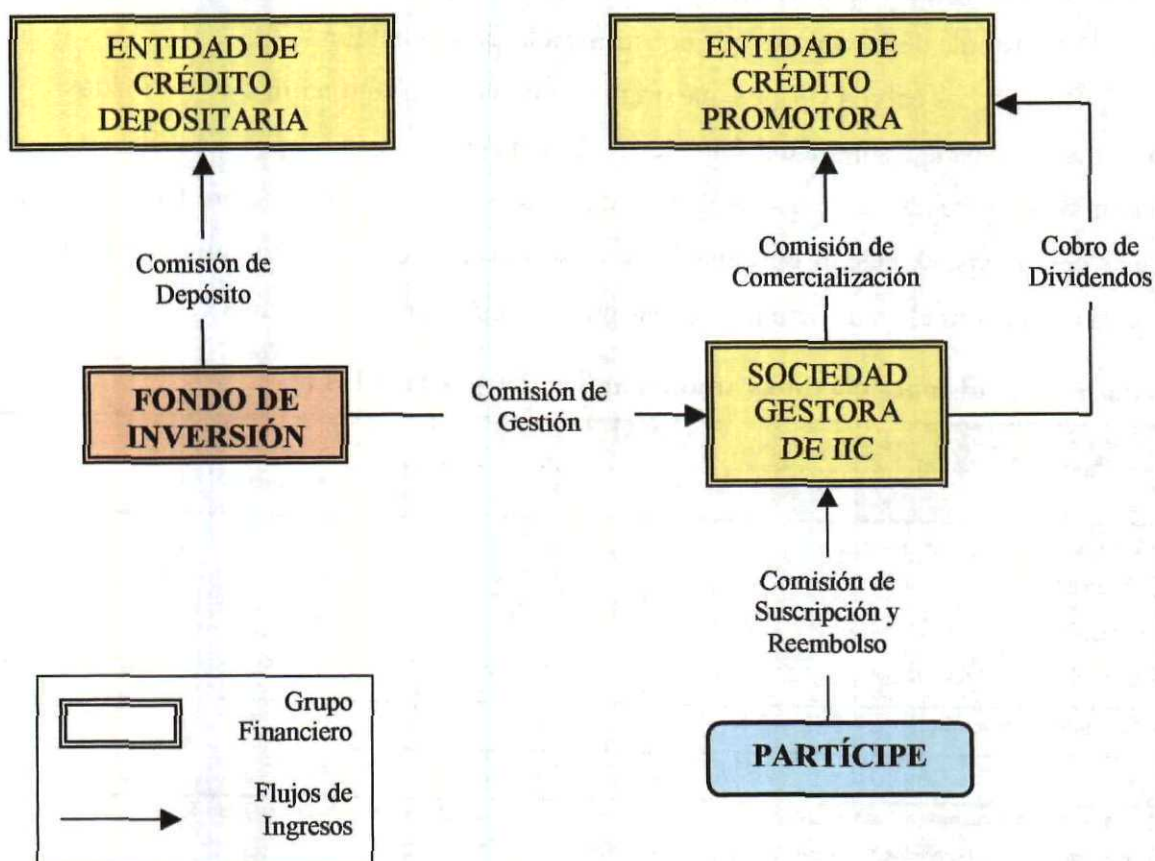 ENTIDAD DE
CRÉDITO
DEPOSITARIA
ENTIDAD DE
CRÉDITO
PROMOTORA
Comisión de
Depósito
Comisión de
Comercialización
Cobro de
Dividendos
FONDO DE
INVERSIÓN
Comisión de
Gestión
SOCIEDAD
GESTORA
DE IIC
Comisión de
Suscripción y
Reembolso
PARTÍCIPE
Grupo
Financiero
Flujos de
Ingresos